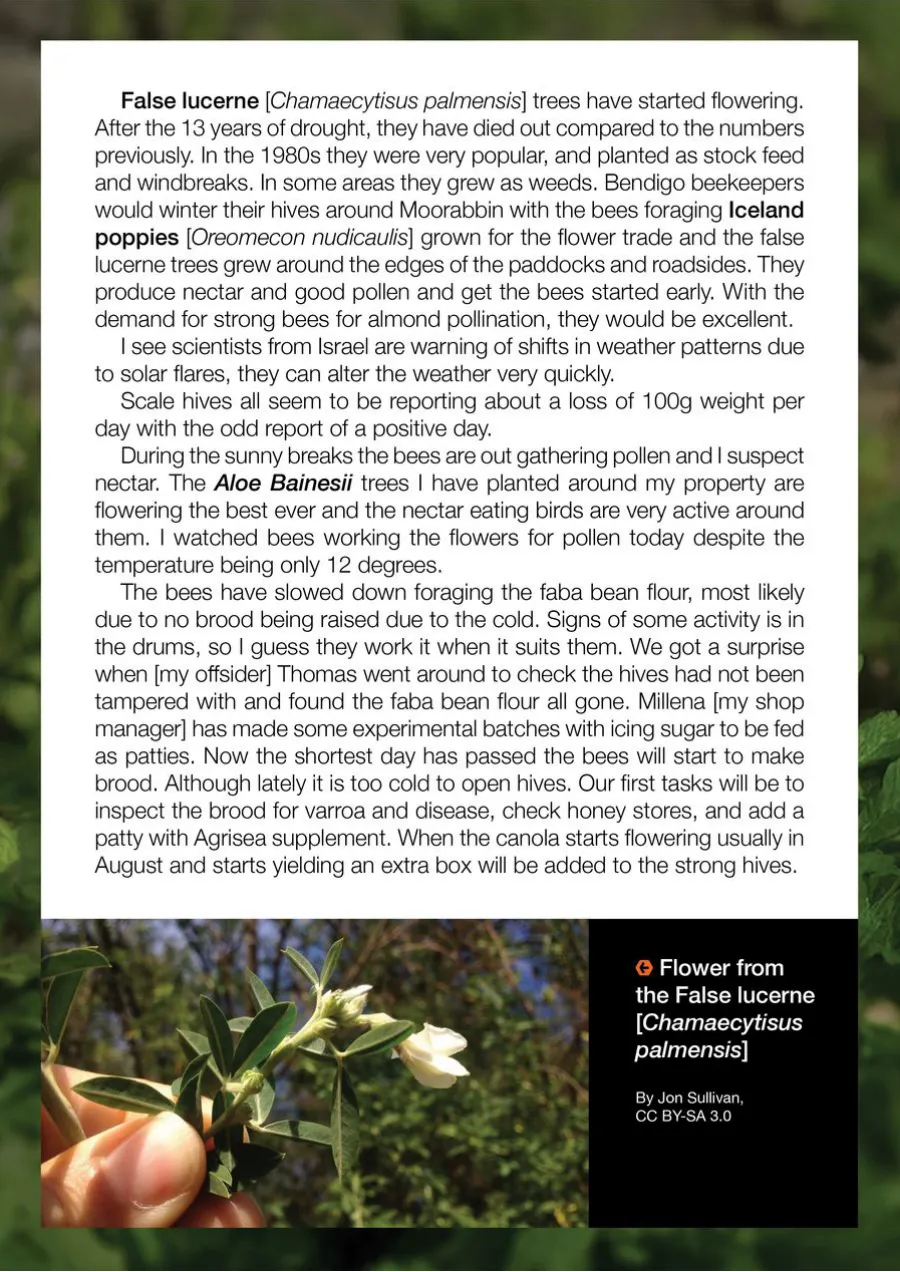 False lucerne [Chamaecytisus palmensis] trees have started flowering.
After the 13 years of drought, they have died out compared to the numbers
previously. In the 1980s they were very popular, and planted as stock feed
and windbreaks. In some areas they grew as weeds. Bendigo beekeepers
would winter their hives around Moorabbin with the bees foraging Iceland
poppies [Oreomecon nudicaulis] grown for the flower trade and the false
lucerne trees grew around the edges of the paddocks and roadsides. They
produce nectar and good pollen and get the bees started early. With the
demand for strong bees for almond pollination, they would be excellent.
I see scientists from Israel are warning of shifts in weather patterns due
to solar flares, they can alter the weather very quickly.
Scale hives all seem to be reporting about a loss of 100g weight per
day with the odd report of a positive day.
During the sunny breaks the bees are out gathering pollen and I suspect
nectar. The Aloe Bainesii trees I have planted around my property are
flowering the best ever and the nectar eating birds are very active around
them. I watched bees working the flowers for pollen today despite the
temperature being only 12 degrees.
The bees have slowed down foraging the faba bean flour, most likely
due to no brood being raised due to the cold. Signs of some activity is in
the drums, so I guess they work it when it suits them. We got a surprise
when [my offsider] Thomas went around to check the hives had not been
tampered with and found the faba bean flour all gone. Millena [my shop
manager] has made some experimental batches with icing sugar to be fed
as patties. Now the shortest day has passed the bees will start to make
brood. Although lately it is too cold to open hives. Our first tasks will be to
inspect the brood for varroa and disease, check honey stores, and add a
patty with Agrisea supplement. When the canola starts flowering usually in
August and starts yielding an extra box will be added to the strong hives.
Flower from
the False lucerne
[Chamaecytisus
palmensis]
By Jon Sullivan,
CC BY-SA 3.0